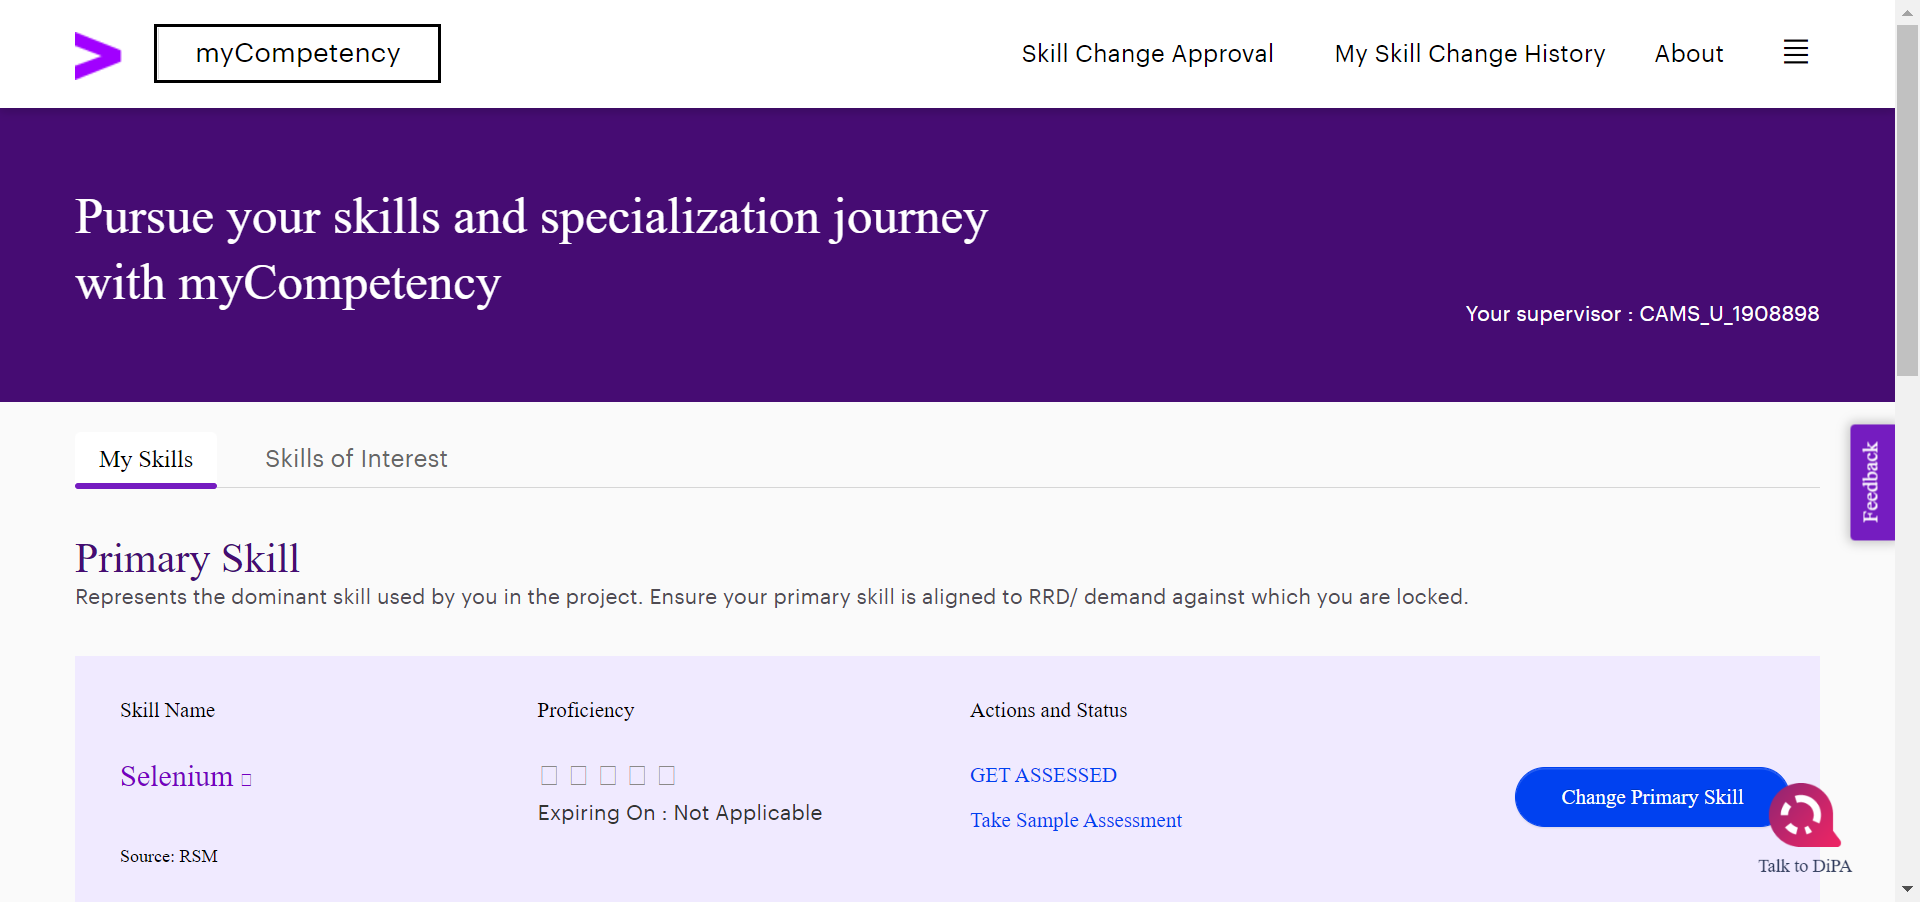 myCompetency
Skill Change Approval
My Skill Change History
About
Pursue your skills and specialization journey
with myCompetency
Your supervisor : CAMS_U_1908898
My Skills
Skills of Interest
Feedback
Primary Skill
Represents the dominant skill used by you in the project. Ensure your primary skill is aligned to RRD/ demand against which you are locked.
Skill Name
Proficiency
Actions and Status
Selenium
GET ASSESSED
Expiring On : Not Applicable
Take Sample Assessment
Change Primary Skill
Source: RSM
Talk to DiPA